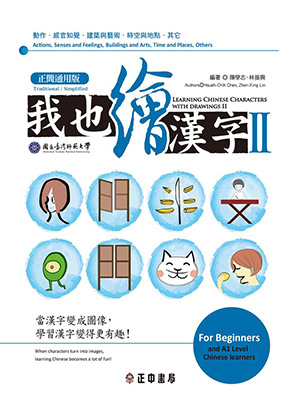 動作‧感官知覺‧建築與藝術‧時空與地點‧其它
Actions, Senses and Feelings, Buildings and Arts, Time and Places, Others
編著◎陳學志‧林振興
Authors◎Hsueh-Chih Chen, Zhen-Xing Lin
正簡通用版
Traditional / Simplified
LEARNING CHINESE CHARACTERS
WITH DRAWINGS II
我也繪漢字II
國立臺灣師範大學
National Taiwan Normal University
當漢字變成圖像，
學習漢字變得更有趣！
When characters turn into images,
learning Chinese becomes a lot of fun!
For Beginners
and A1 Level
Chinese learners
正中書局